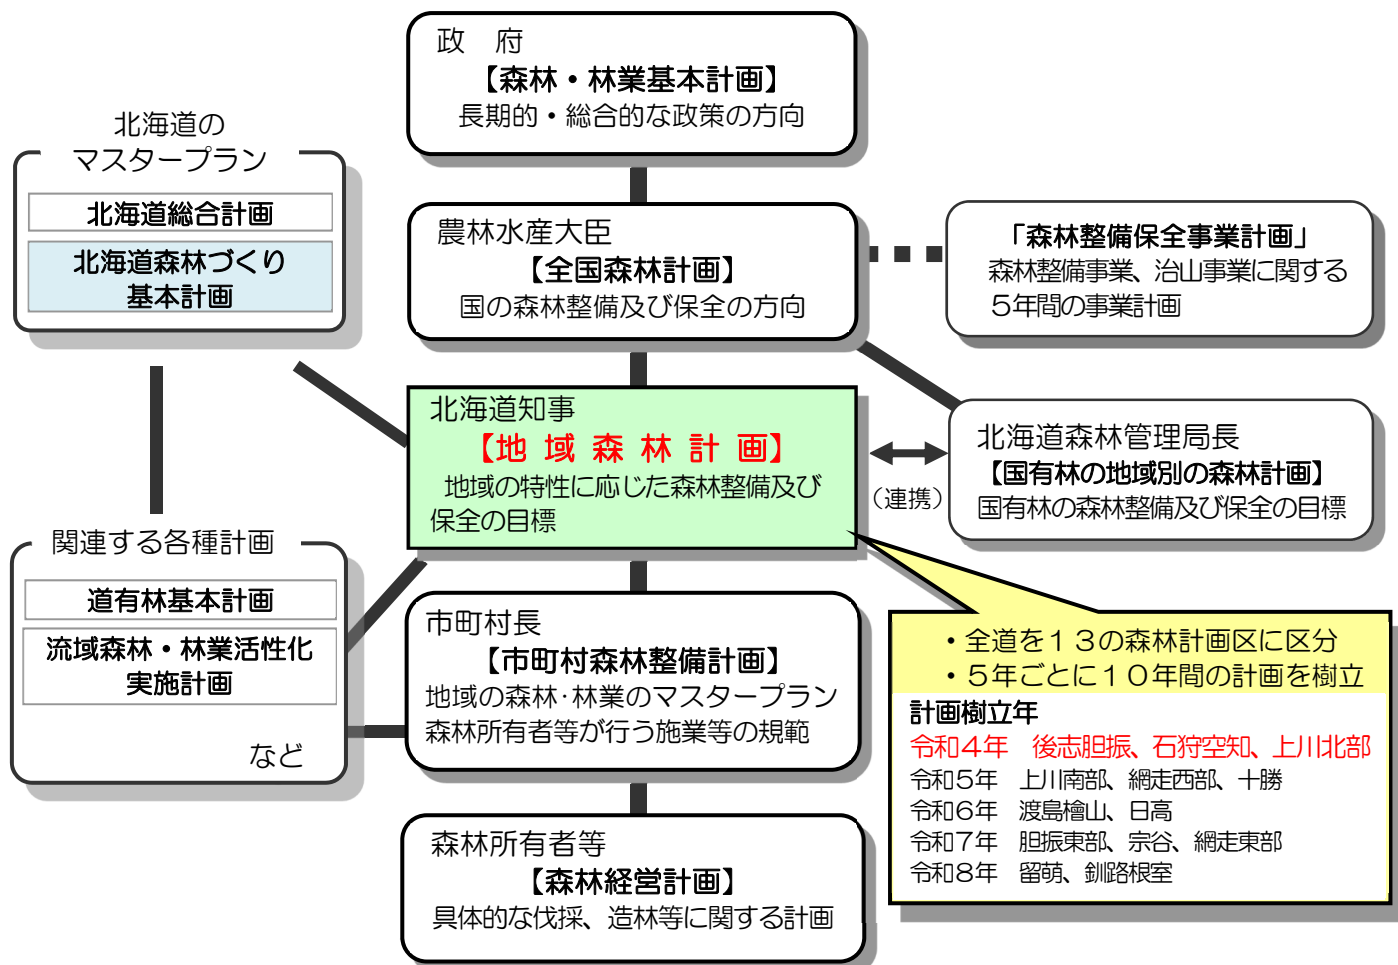 政　府
【森林・林業基本計画】
長期的・総合的な政策の方向
北海道の
マスタープラン
北海道総合計画
北海道森林づくり
基本計画
農林水産大臣
【全国森林計画】
国の森林整備及び保全の方向
「森林整備保全事業計画」
森林整備事業、治山事業に関する
５年間の事業計画
北海道知事
【地 域 森 林 計 画】
地域の特性に応じた森林整備及び
保全の目標
（連携）
北海道森林管理局長
【国有林の地域別の森林計画】
国有林の森林整備及び保全の目標
関連する各種計画
道有林基本計画
流域森林・林業活性化
実施計画
など
市町村長
【市町村森林整備計画】
地域の森林･林業のマスタープラン
森林所有者等が行う施業等の規範
・全道を１３の森林計画区に区分
・５年ごとに１０年間の計画を樹立
計画樹立年
令和４年　後志胆振、石狩空知、上川北部
令和５年　上川南部、網走西部、十勝
令和６年　渡島檜山、日高
令和７年　胆振東部、宗谷、網走東部
令和８年　留萌、釧路根室
森林所有者等
【森林経営計画】
具体的な伐採、造林等に関する計画